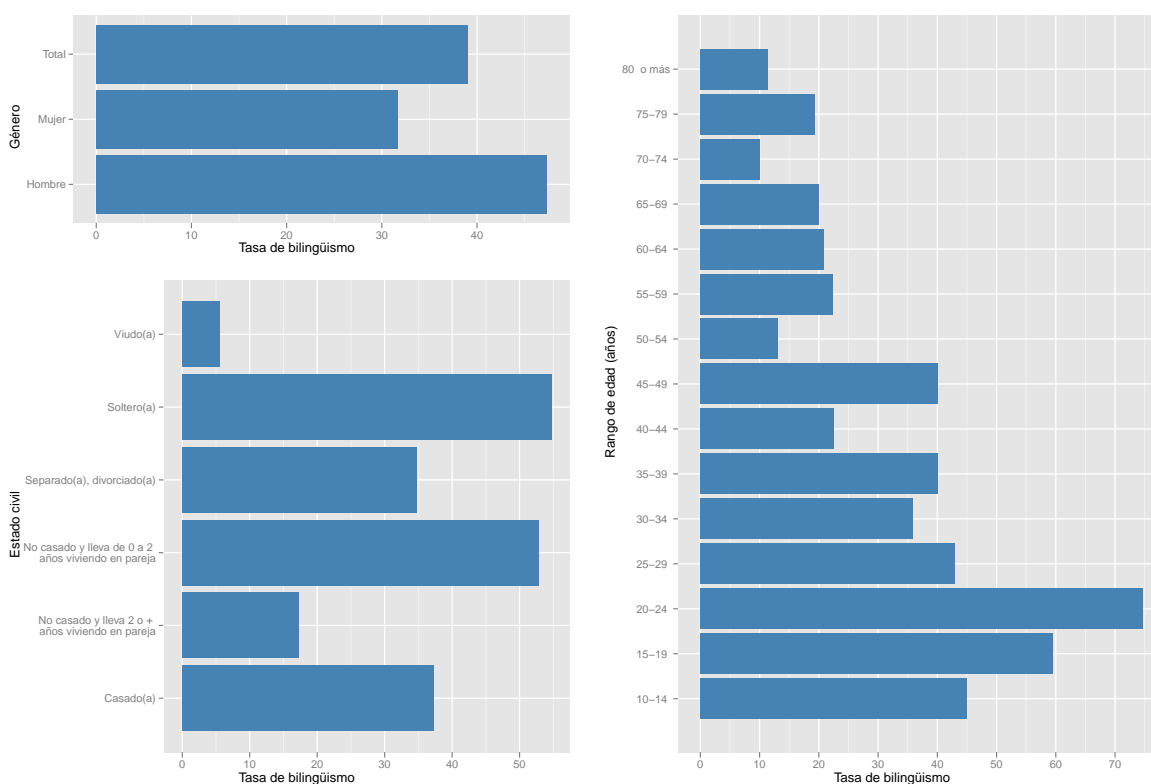 Género
Total
Mujer
Hombre
0 10 20 30 40
Tasa de bilingüismo
Estado civil
Viudo(a)
Soltero(a)
Separado(a), divorciado(a)
No casado y lleva de 0 a 2
años viviendo en pareja
No casado y lleva 2 o +
años viviendo en pareja
Casado(a)
0 10 20 30 40 50
Tasa de bilingüismo
Rango de edad (años)
80 o más
75−79
70−74
65−69
60−64
55−59
50−54
45−49
40−44
35−39
30−34
25−29
20−24
15−19
10−14
0 10 20 30 40 50 60 70
Tasa de bilingüismo